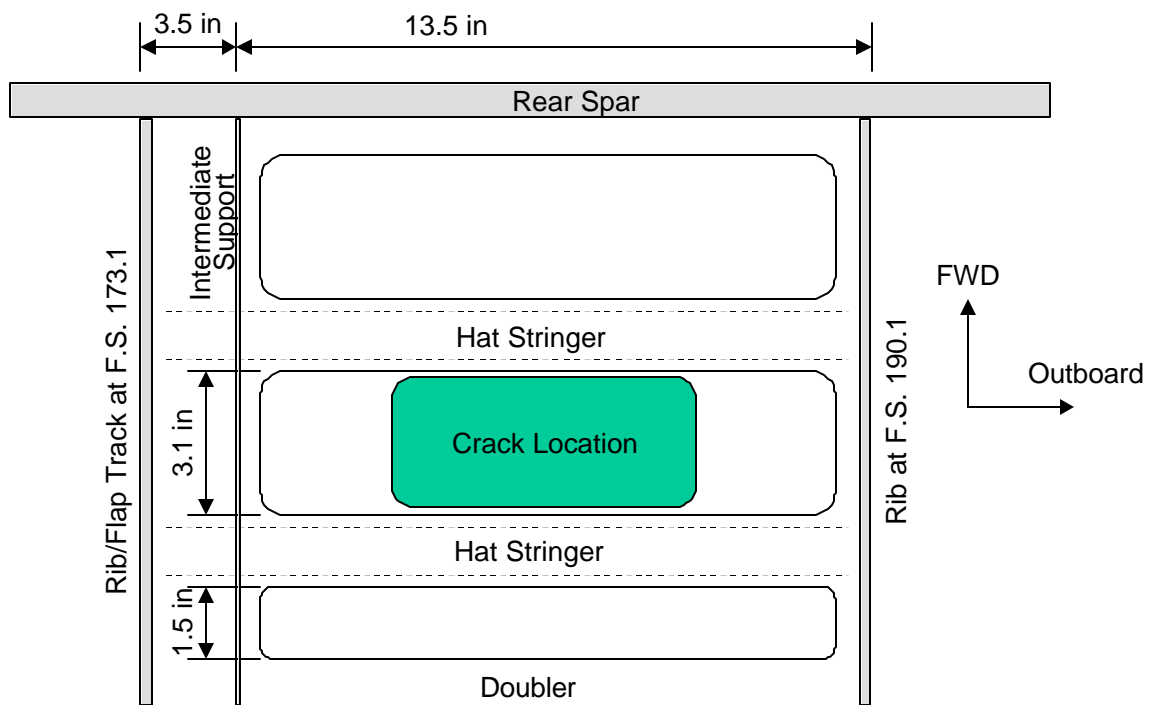 3.5 in
13.5 in
Rear Spar
Intermediate
Support
Rib/Flap Track at F.S. 173.1
Hat Stringer
FWD
Outboard
Rib at F.S. 190.1
3.1 in
Crack Location
Hat Stringer
1.5 in
Doubler